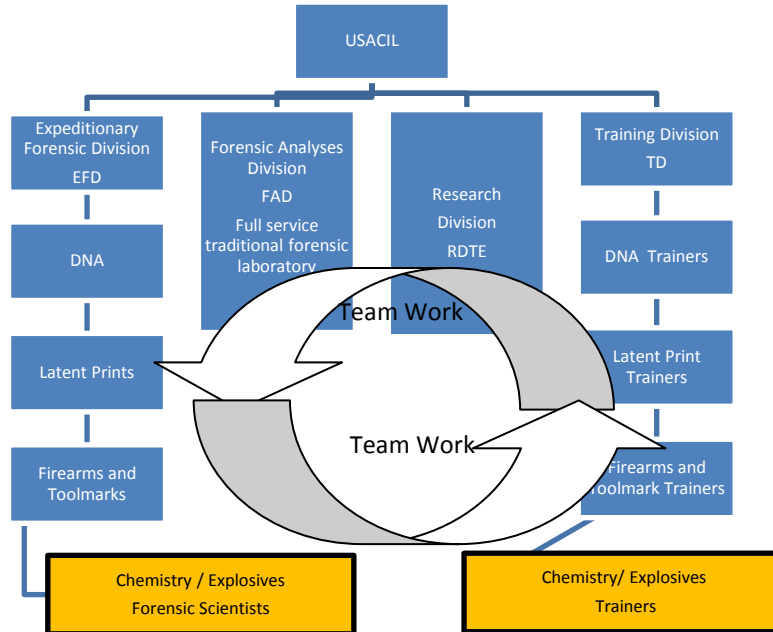 USACIL
Expeditionary
Forensic Division
EFD
DNA
Latent Prints
Firearms and
Toolmarks
Chemistry / Explosives
Forensic Scientists
Forensic Analyses
Division
FAD
Full service
traditional forensic
laboratory
Research
Division
RDTE
Training Division
TD
DNA Trainers
Latent Print
Trainers
Firearms and
Toolmark Trainers
Chemistry/ Explosives
Trainers
Team Work
Team Work